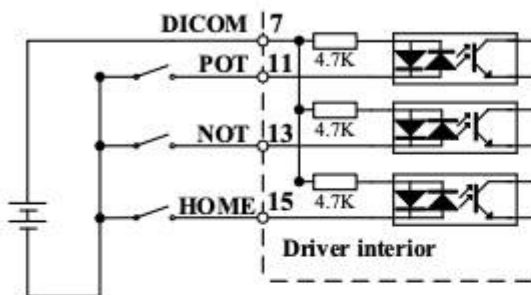 DICOM 7
4.7K
POT 11
4.7K
NOT 13
4.7K
HOME 15
Driver interior